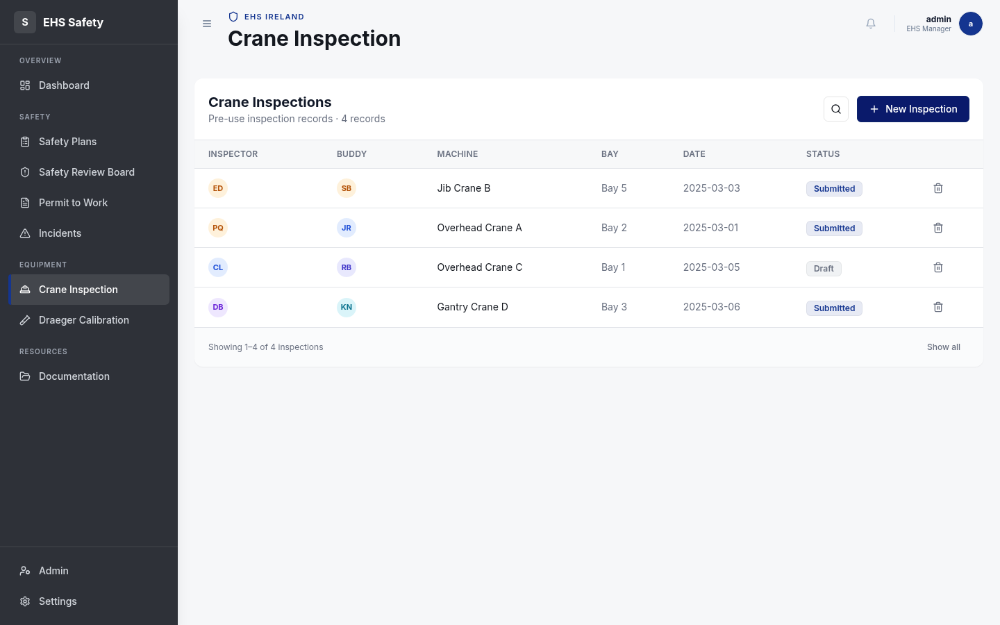 S EHS Safety
OVERVIEW
Dashboard
SAFETY
Safety Plans
Safety Review Board
Permit to Work
Incidents
EQUIPMENT
Crane Inspection
Draeger Calibration
RESOURCES
Documentation
Admin
Settings
EHS IRELAND
Crane Inspection
admin
EHS Manager
a
Crane Inspections
Pre-use inspection records · 4 records
New Inspection
INSPECTOR BUDDY MACHINE BAY DATE STATUS
ED SB Jib Crane B Bay 5 2025-03-03 Submitted
PQ JR Overhead Crane A Bay 2 2025-03-01 Submitted
CL RB Overhead Crane C Bay 1 2025-03-05 Draft
DB KN Gantry Crane D Bay 3 2025-03-06 Submitted
Showing 1–4 of 4 inspections
Show all